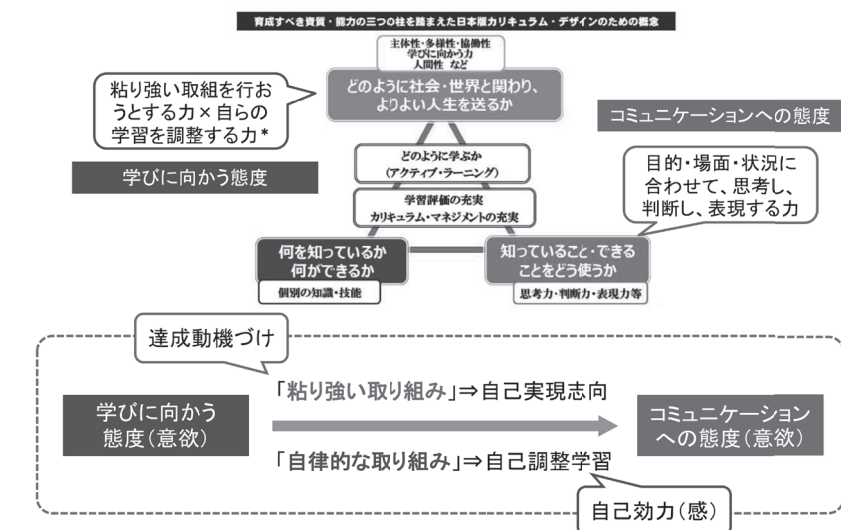 育成すべき資質・能力の三つの柱を踏まえた日本版カリキュラム・デザインのための概念
主体性・多様性・協働性
学びに向かう力
人間性 など
どのように社会・世界と関わり、
よりよい人生を送るか
粘り強い取組を行お
うとする力×自らの
学習を調整する力*
コミュニケーションへの態度
学びに向かう態度
どのように学ぶか
(アクティブ・ラーニング)
目的・場面・状況に
合わせて、思考し、
判断し、表現する力
学習評価の充実
カリキュラム・マネジメントの充実
何を知っているか
何ができるか
個別の知識・技能
知っていること・できる
ことをどう使うか
思考力・判断力・表現力等
達成動機づけ
「粘り強い取り組み」⇒自己実現志向
学びに向かう
態度(意欲)
コミュニケーション
への態度(意欲)
「自律的な取り組み」⇒自己調整学習
自己効力(感)